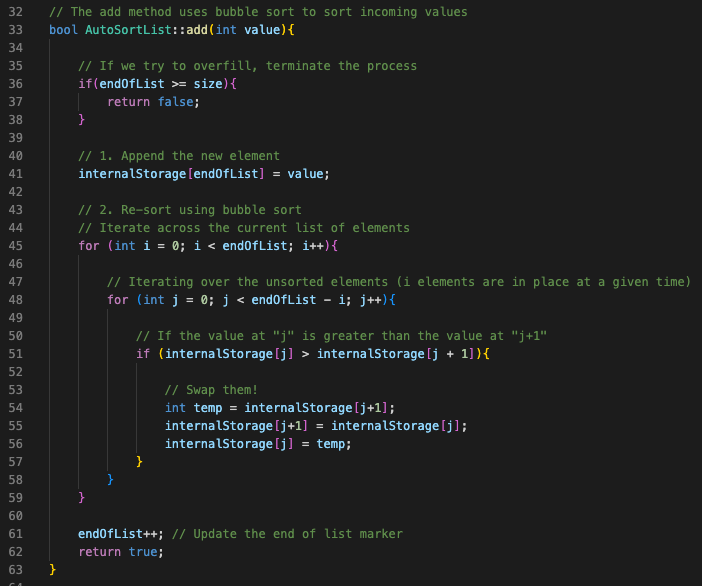 32 // The add method uses bubble sort to sort incoming values
33 bool AutoSortList::add(int value){
34
35     // If we try to overfill, terminate the process
36     if(endOfList >= size){
37         return false;
38     }
39
40     // 1. Append the new element
41     internalStorage[endOfList] = value;
42
43     // 2. Re-sort using bubble sort
44     // Iterate across the current list of elements
45     for (int i = 0; i < endOfList; i++){
46
47         // Iterating over the unsorted elements (i elements are in place at a given time)
48         for (int j = 0; j < endOfList - i; j++){
49
50             // If the value at "j" is greater than the value at "j+1"
51             if (internalStorage[j] > internalStorage[j + 1]){
52
53                 // Swap them!
54                 int temp = internalStorage[j+1];
55                 internalStorage[j+1] = internalStorage[j];
56                 internalStorage[j] = temp;
57             }
58         }
59     }
60
61     endOfList++; // Update the end of list marker
62     return true;
63 }